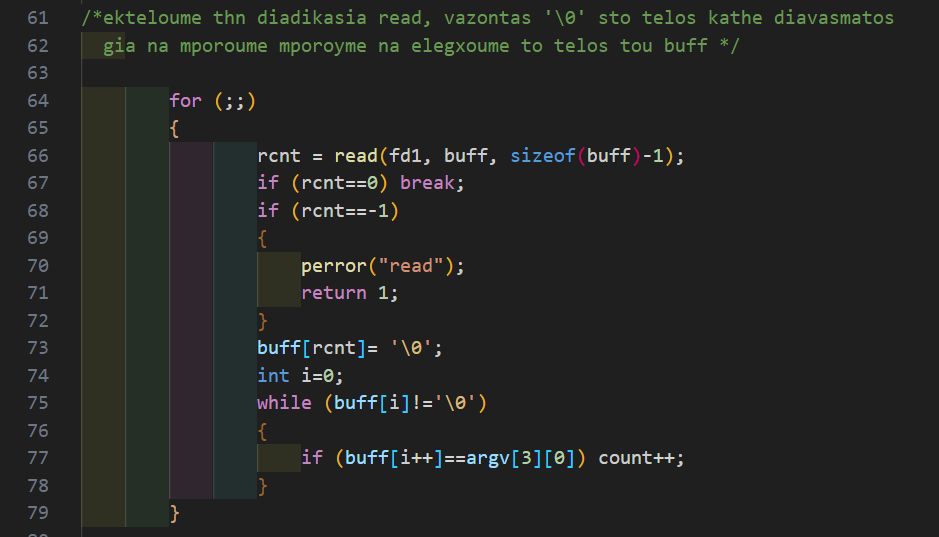 61 /*ekteloume thn diadikasia read, vazontas '\0' sto telos kathe diavasmatos
62 gia na mporoume mporoyme na elegxoume to telos tou buff */
63
64 for (;;)
65 {
66 rcnt = read(fd1, buff, sizeof(buff)-1);
67 if (rcnt==0) break;
68 if (rcnt==-1)
69 {
70 perror("read");
71 return 1;
72 }
73 buff[rcnt]= '\0';
74 int i=0;
75 while (buff[i]!='\0')
76 {
77 if (buff[i++]==argv[3][0]) count++;
78 }
79 }